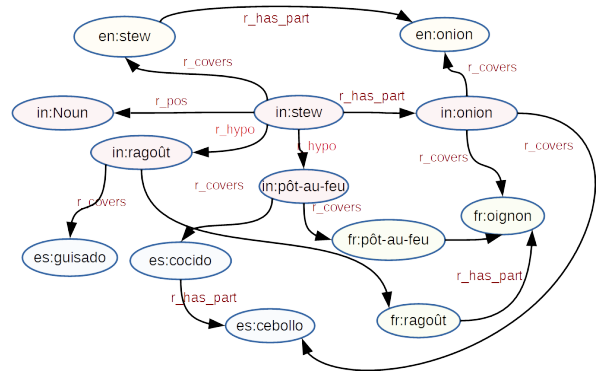 r_has_part
en:stew
en:onion
r_covers
r_covers
r_pos
r_has_part
in:Noun
in:stew
in:onion
r_hypo
r_hypo
r_covers
r_covers
in:ragoût
r_covers
in:pôt-au-feu
r_covers
r_covers
fr:oignon
fr:pôt-au-feu
es:guisado
es:cocido
r_has_part
r_has_part
es:cebollo
fr:ragoût